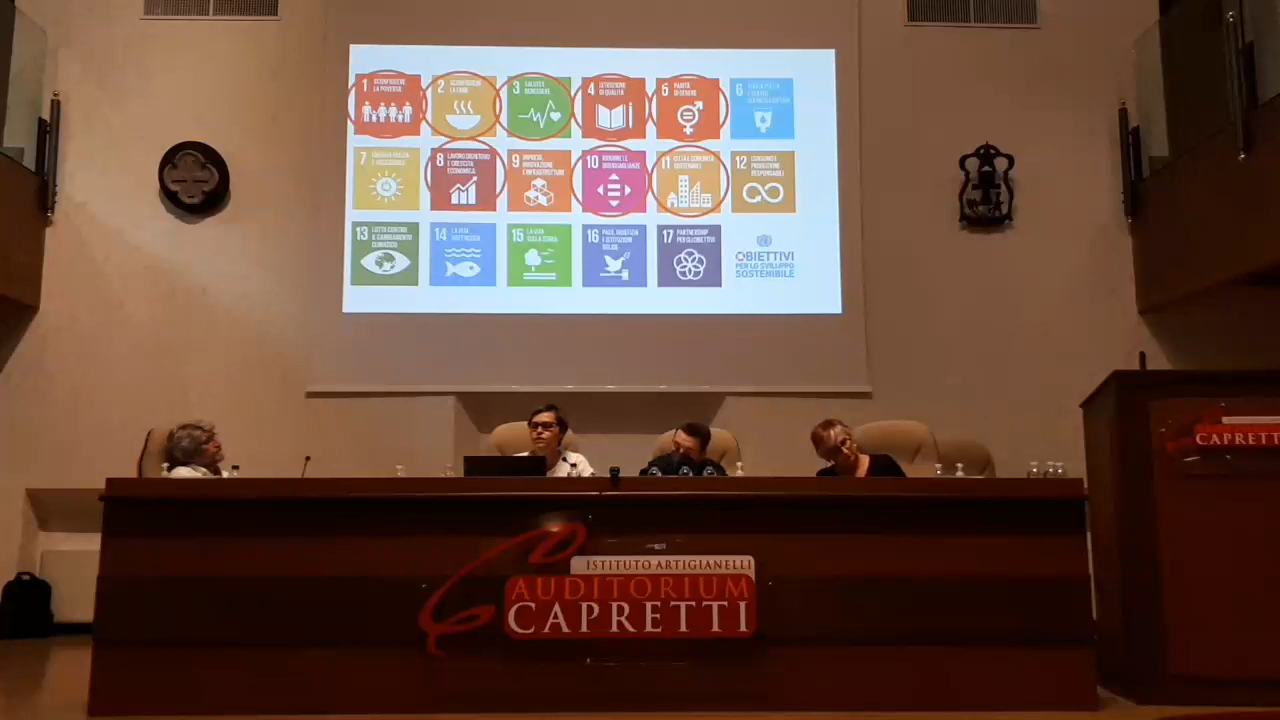 1 SCONFIGGERE
LA POVERTÀ
2 SCONFIGGERE
LA FAME
3 SALUTE E
BENESSERE
4 ISTRUZIONE
DI QUALITÀ
5 PARITÀ
DI GENERE
6
7 ENERGIA PULITA
E ACCESSIBILE
8 LAVORO DIGNITOSO
E CRESCITA
ECONOMICA
9 IMPRESE,
INNOVAZIONE
E INFRASTRUTTURE
10 RIDURRE LE
DISUGUAGLIANZE
11 CITTÀ E COMUNITÀ
SOSTENIBILI
12 CONSUMO E
PRODUZIONE
RESPONSABILI
13 LOTTA CONTRO
IL CAMBIAMENTO
CLIMATICO
14 LA VITA
SOTT'ACQUA
15 LA VITA
SULLA TERRA
16 PACE, GIUSTIZIA
E ISTITUZIONI
SOLIDE
17 PARTNERSHIP
PER GLI OBIETTIVI
OBIETTIVI
PER LO SVILUPPO
SOSTENIBILE
ISTITUTO ARTIGIANELLI
AUDITORIUM
CAPRETTI
CAPRETTI